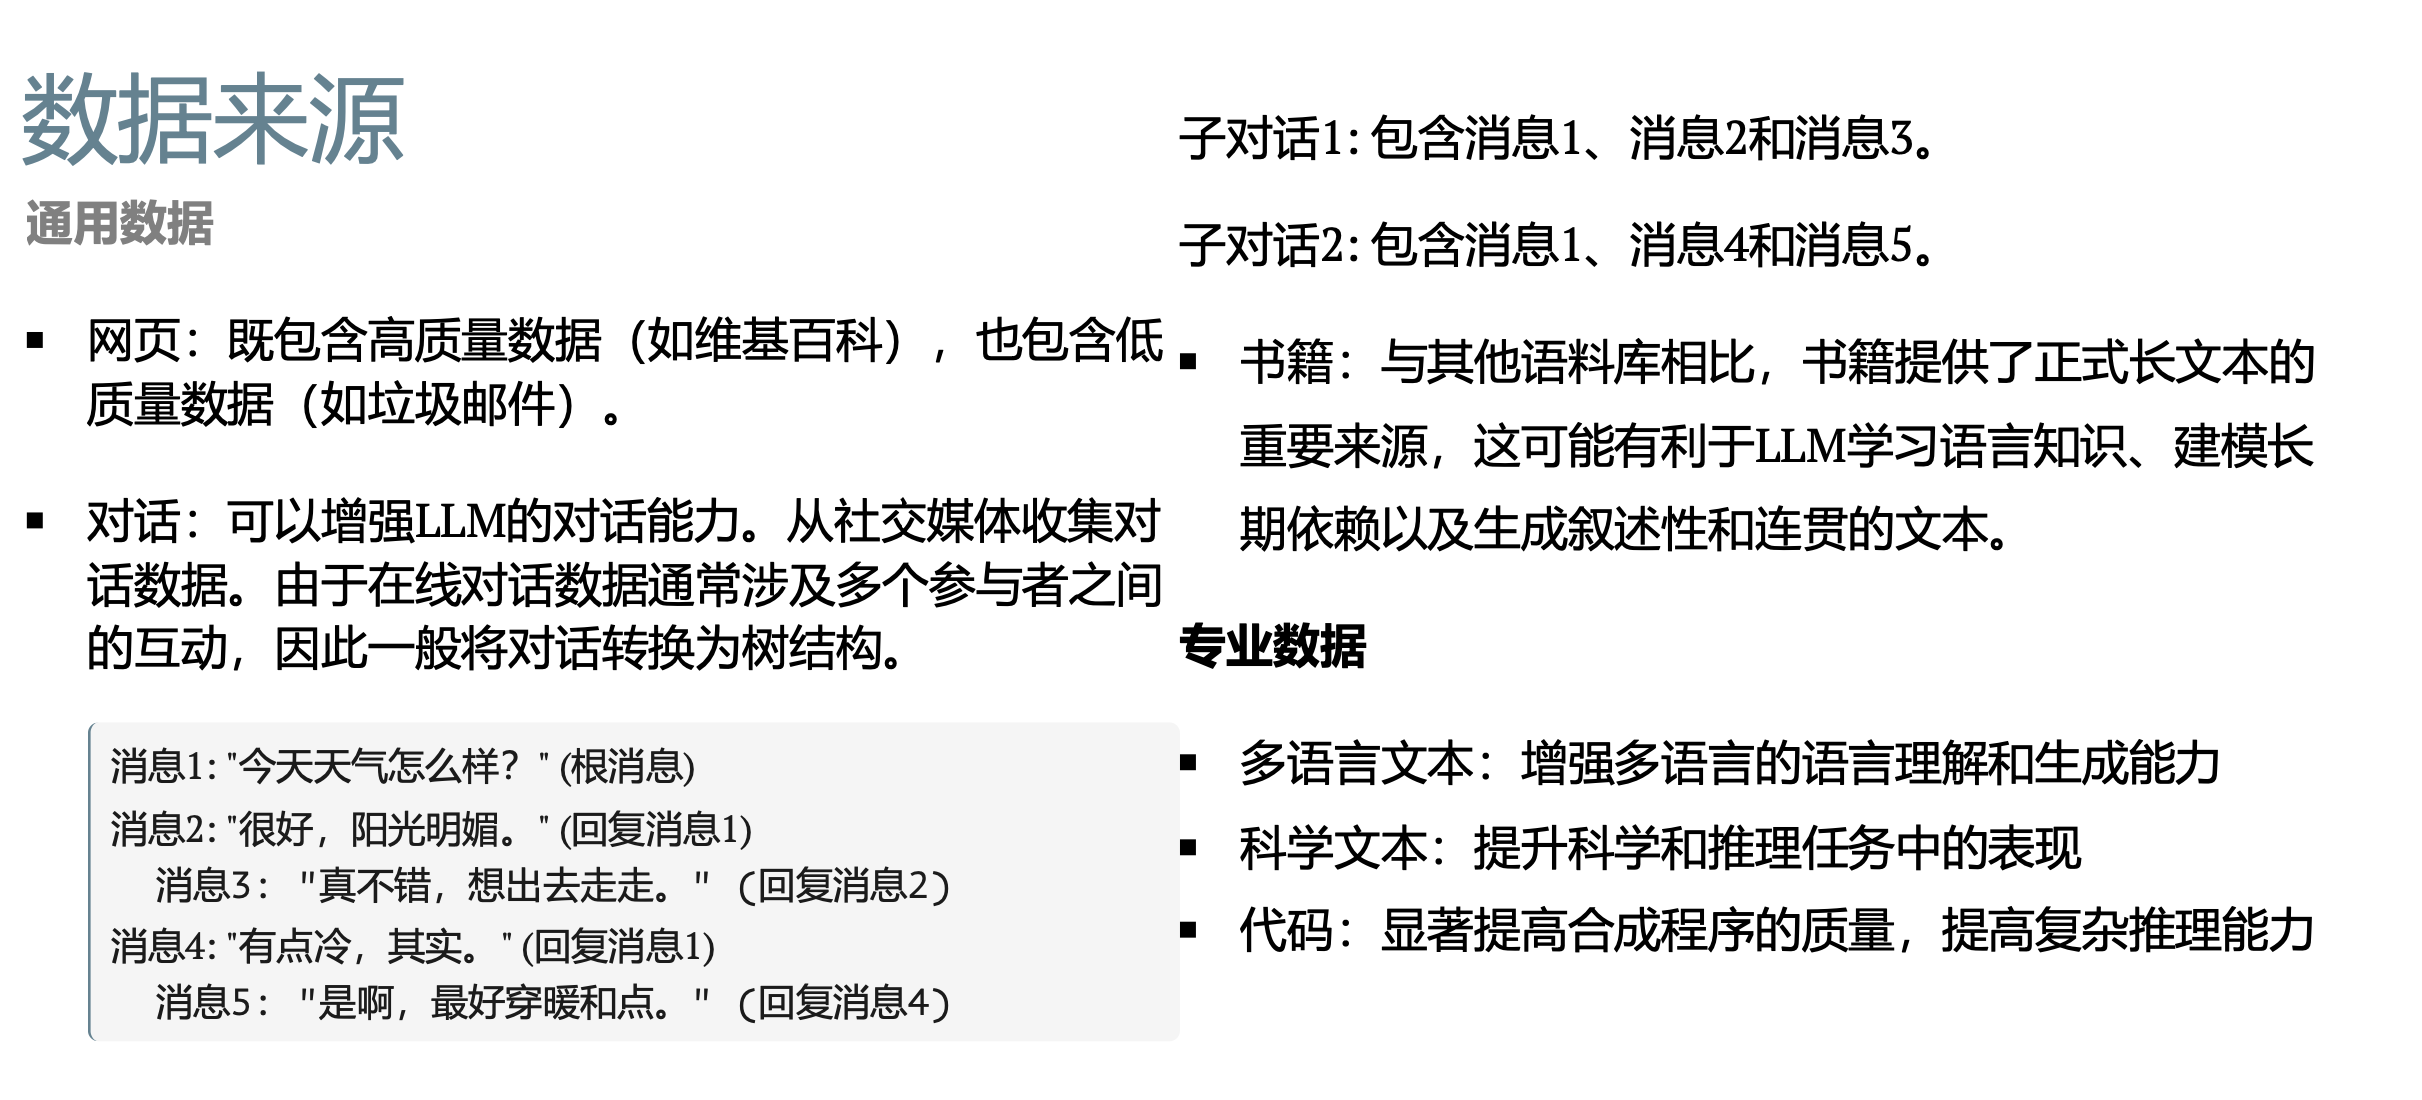 数据来源
通用数据
▪ 网页：既包含高质量数据（如维基百科），也包含低
质量数据（如垃圾邮件）。
▪ 对话：可以增强LLM的对话能力。从社交媒体收集对
话数据。由于在线对话数据通常涉及多个参与者之间
的互动，因此一般将对话转换为树结构。
消息1: "今天天气怎么样？" (根消息)
消息2: "很好，阳光明媚。" (回复消息1)
消息3: "真不错，想出去走走。" (回复消息2)
消息4: "有点冷，其实。" (回复消息1)
消息5: "是啊，最好穿暖和点。" (回复消息4)
子对话1: 包含消息1、消息2和消息3。
子对话2: 包含消息1、消息4和消息5。
▪ 书籍：与其他语料库相比，书籍提供了正式长文本的
重要来源，这可能有利于LLM学习语言知识、建模长
期依赖以及生成叙述性和连贯的文本。
专业数据
▪ 多语言文本：增强多语言的语言理解和生成能力
▪ 科学文本：提升科学和推理任务中的表现
▪ 代码：显著提高合成程序的质量，提高复杂推理能力